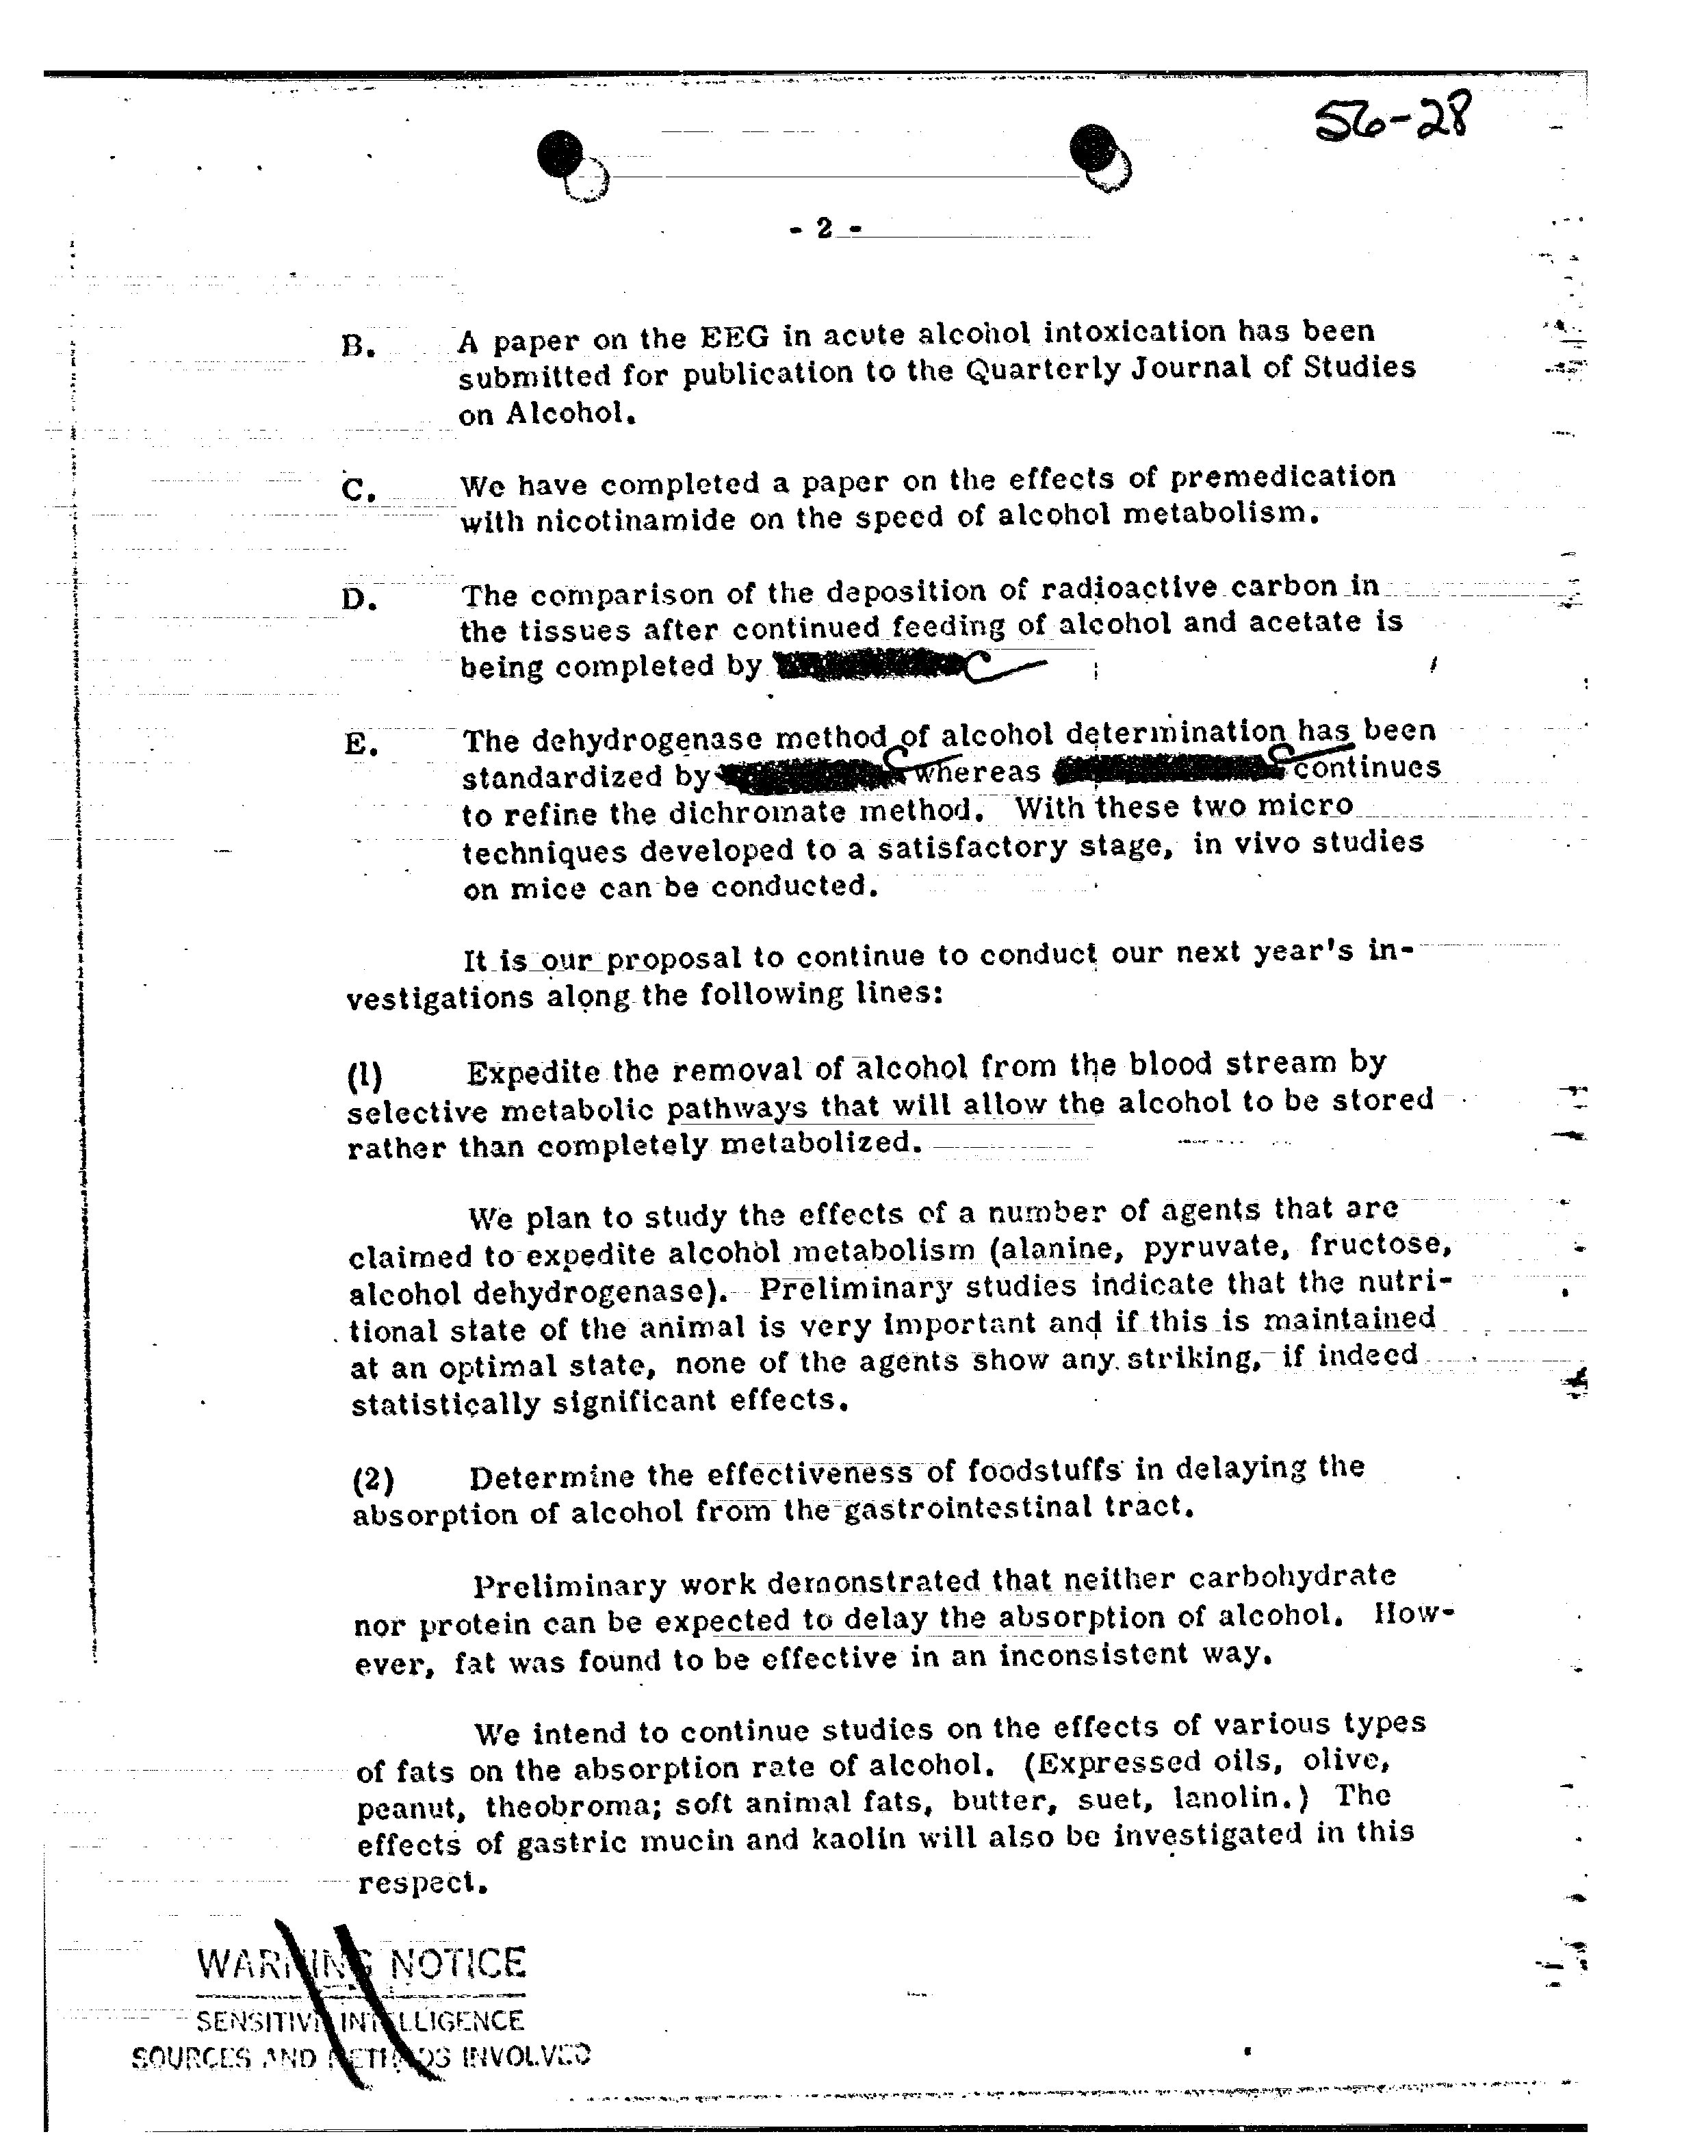 56-28
- 2 -
B. A paper on the EEG in acute alcohol intoxication has been
submitted for publication to the Quarterly Journal of Studies
on Alcohol.
C. We have completed a paper on the effects of premedication
with nicotinamide on the speed of alcohol metabolism.
D. The comparison of the deposition of radioactive carbon in
the tissues after continued feeding of alcohol and acetate is
being completed by C
E. The dehydrogenase method of alcohol determination has been
standardized by C whereas C continues
to refine the dichromate method. With these two micro
techniques developed to a satisfactory stage, in vivo studies
on mice can be conducted.
It is our proposal to continue to conduct our next year's in-
vestigations along the following lines:
(1) Expedite the removal of alcohol from the blood stream by
selective metabolic pathways that will allow the alcohol to be stored
rather than completely metabolized.
We plan to study the effects of a number of agents that are
claimed to expedite alcohol metabolism (alanine, pyruvate, fructose,
alcohol dehydrogenase). Preliminary studies indicate that the nutri-
tional state of the animal is very important and if this is maintained
at an optimal state, none of the agents show any striking, if indeed
statistically significant effects.
(2) Determine the effectiveness of foodstuffs in delaying the
absorption of alcohol from the gastrointestinal tract.
Preliminary work demonstrated that neither carbohydrate
nor protein can be expected to delay the absorption of alcohol. How-
ever, fat was found to be effective in an inconsistent way.
We intend to continue studies on the effects of various types
of fats on the absorption rate of alcohol. (Expressed oils, olive,
peanut, theobroma; soft animal fats, butter, suet, lanolin.) The
effects of gastric mucin and kaolin will also be investigated in this
respect.
WARNING NOTICE
SENSITIVE INTELLIGENCE
SOURCES AND METHODS INVOLVED